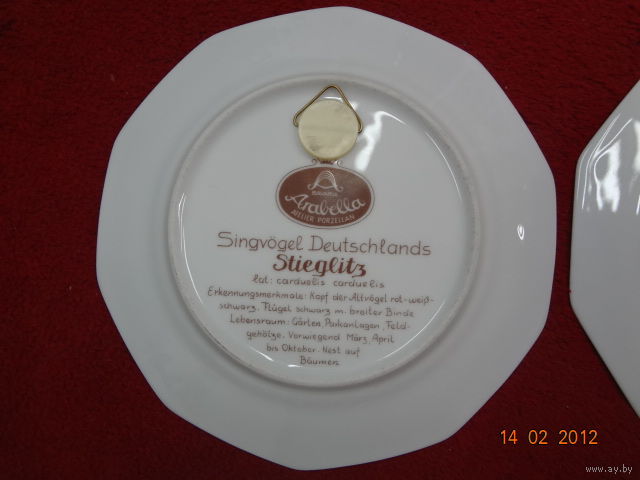 Arabella
ATELIER PORZELLAN
Singvögel Deutschlands
Stieglitz
lat: carduelis carduelis
Erkennungsmerkmale: Kopf der Altvögel rot-weiß-
schwarz. Flügel schwarz m. breiter Binde
Lebensraum: Gärten, Parkanlagen, Feld-
gehölze. Vorwiegend März, April
bis Oktober. Nest auf
Bäumen.
14 02 2012
www.ay.by